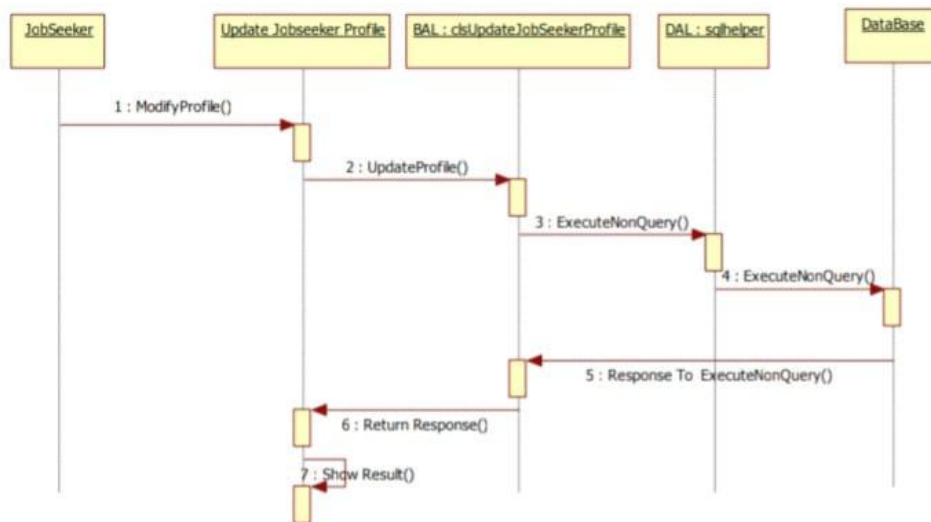 JobSeeker
Update Jobseeker Profile
BAL : clsUpdateJobSeekerProfile
DAL : sqlhelper
DataBase
1 : ModifyProfile()
2 : UpdateProfile()
3 : ExecuteNonQuery()
4 : ExecuteNonQuery()
5 : Response To ExecuteNonQuery()
6 : Return Response()
7 : Show Result()